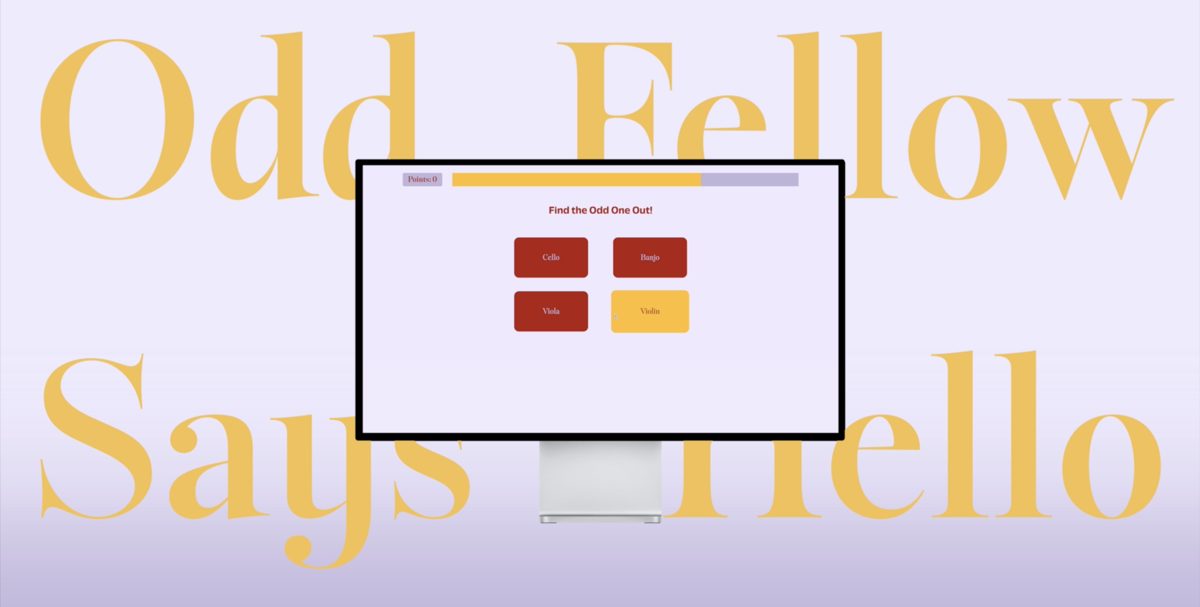 Odd Fellow
Points: 0
Find the Odd One Out!
Cello Banjo
Viola Violin
Says Hello